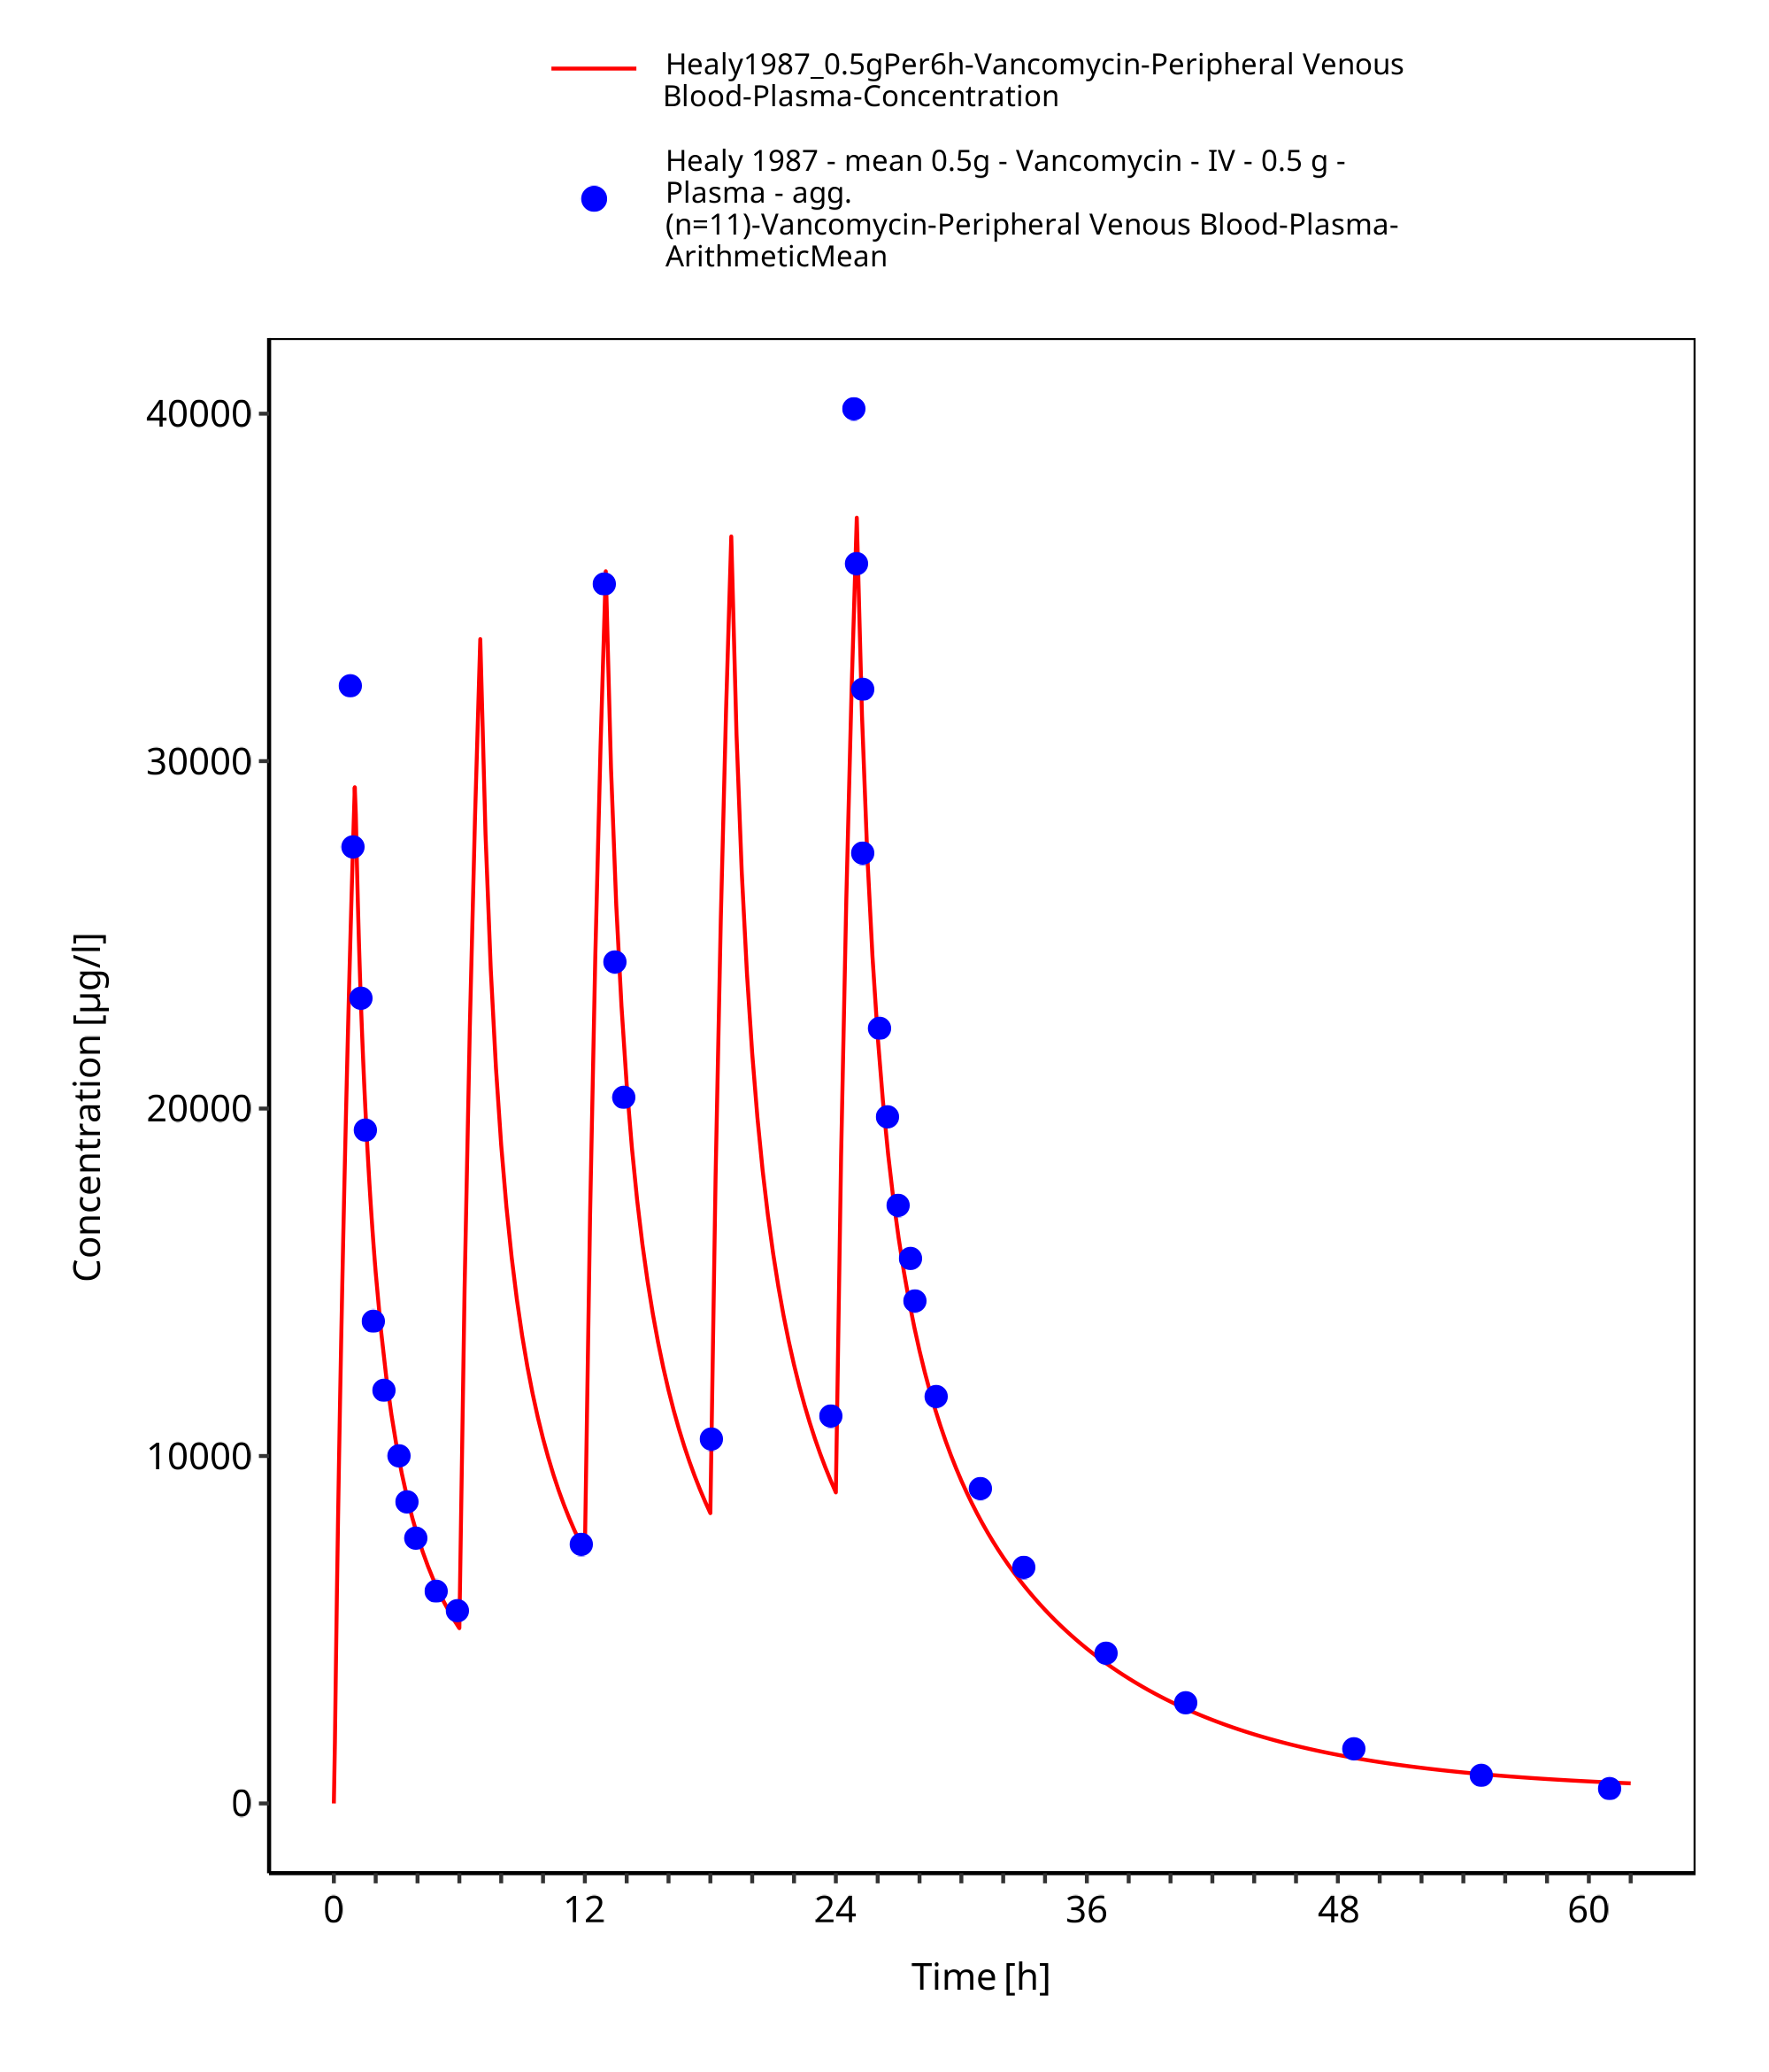 Healy1987_0.5gPer6h-Vancomycin-Peripheral Venous
Blood-Plasma-Concentration
Healy 1987 - mean 0.5g - Vancomycin - IV - 0.5 g -
Plasma - agg.
(n=11)-Vancomycin-Peripheral Venous Blood-Plasma-
ArithmeticMean
40000
30000
20000
10000
0
Concentration [µg/l]
0 12 24 36 48 60
Time [h]